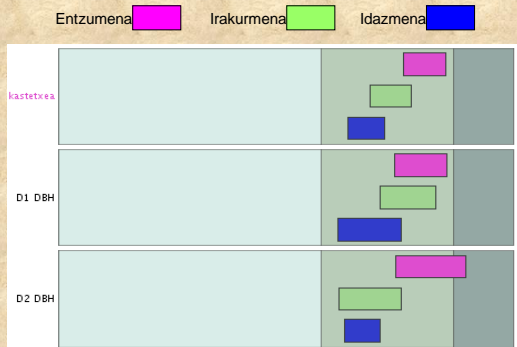 Entzumena Irakurmena Idazmena
kastetxea
D1 DBH
D2 DBH